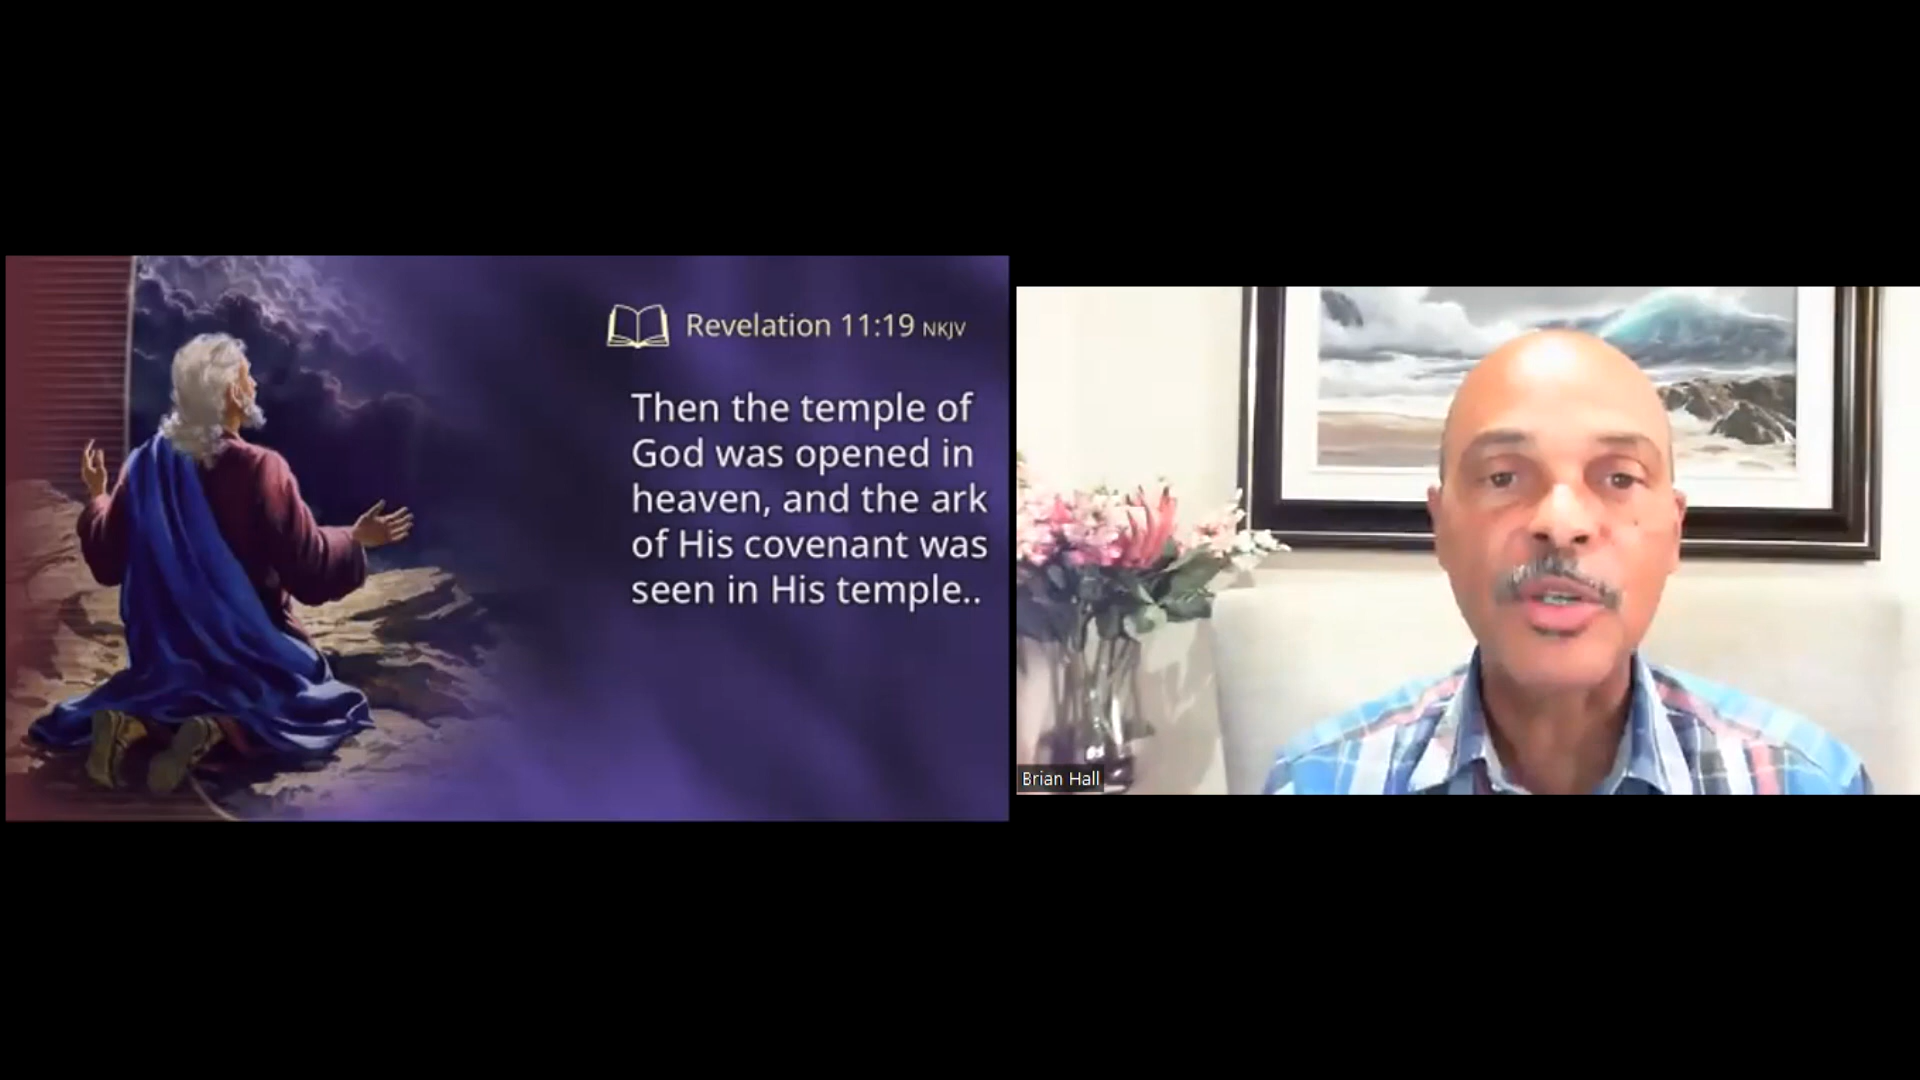 Revelation 11:19 NKJV
Then the temple of
God was opened in
heaven, and the ark
of His covenant was
seen in His temple..
Brian Hall